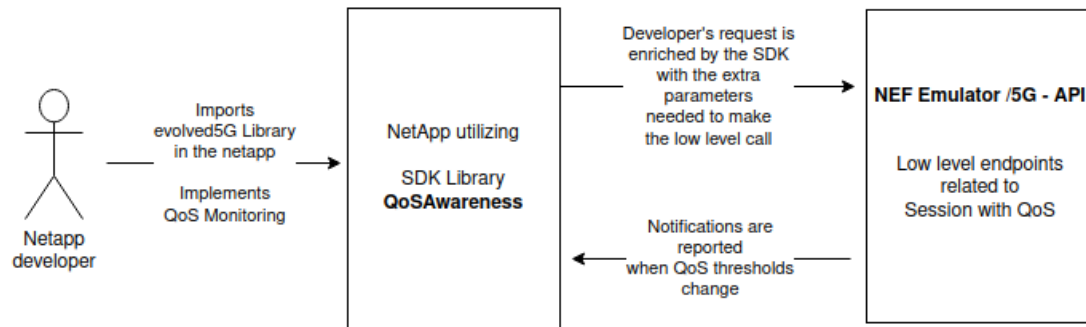 Netapp
developer
Imports
evolved5G Library
in the netapp
Implements
QoS Monitoring
NetApp utilizing
SDK Library
QoSAwareness
Developer's request is
enriched by the SDK
with the extra
parameters
needed to make
the low level call
Notifications are
reported
when QoS thresholds
change
NEF Emulator /5G - API
Low level endpoints
related to
Session with QoS